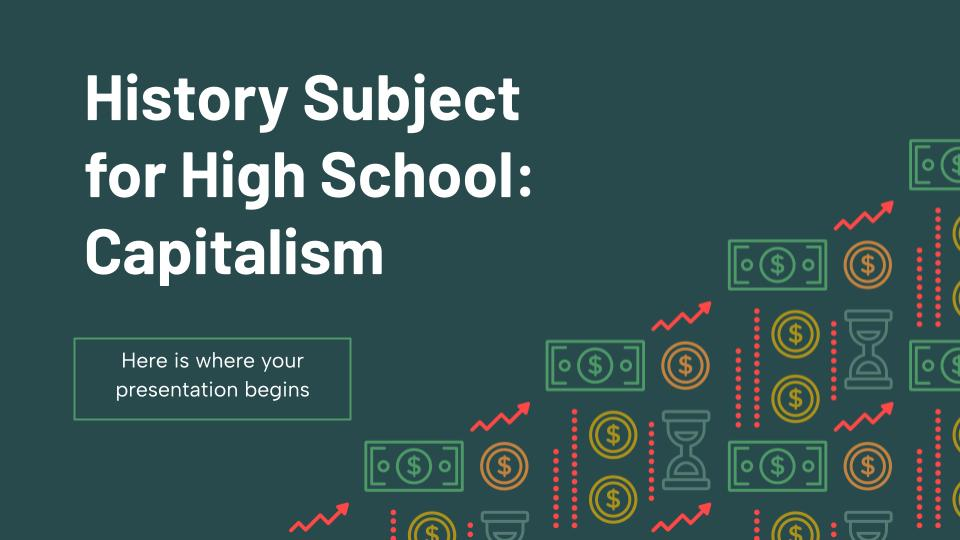 History Subject
for High School:
Capitalism
Here is where your
presentation begins